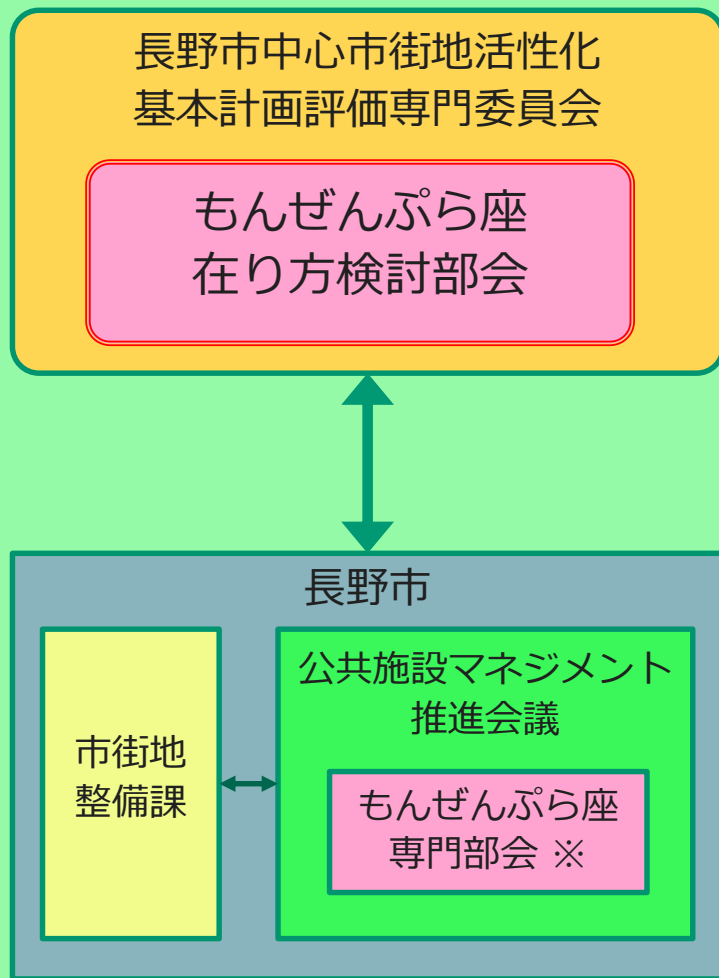 長野市中心市街地活性化
基本計画評価専門委員会
もんぜんぷら座
在り方検討部会
長野市
市街地
整備課
公共施設マネジメント
推進会議
もんぜんぷら座
専門部会 ※